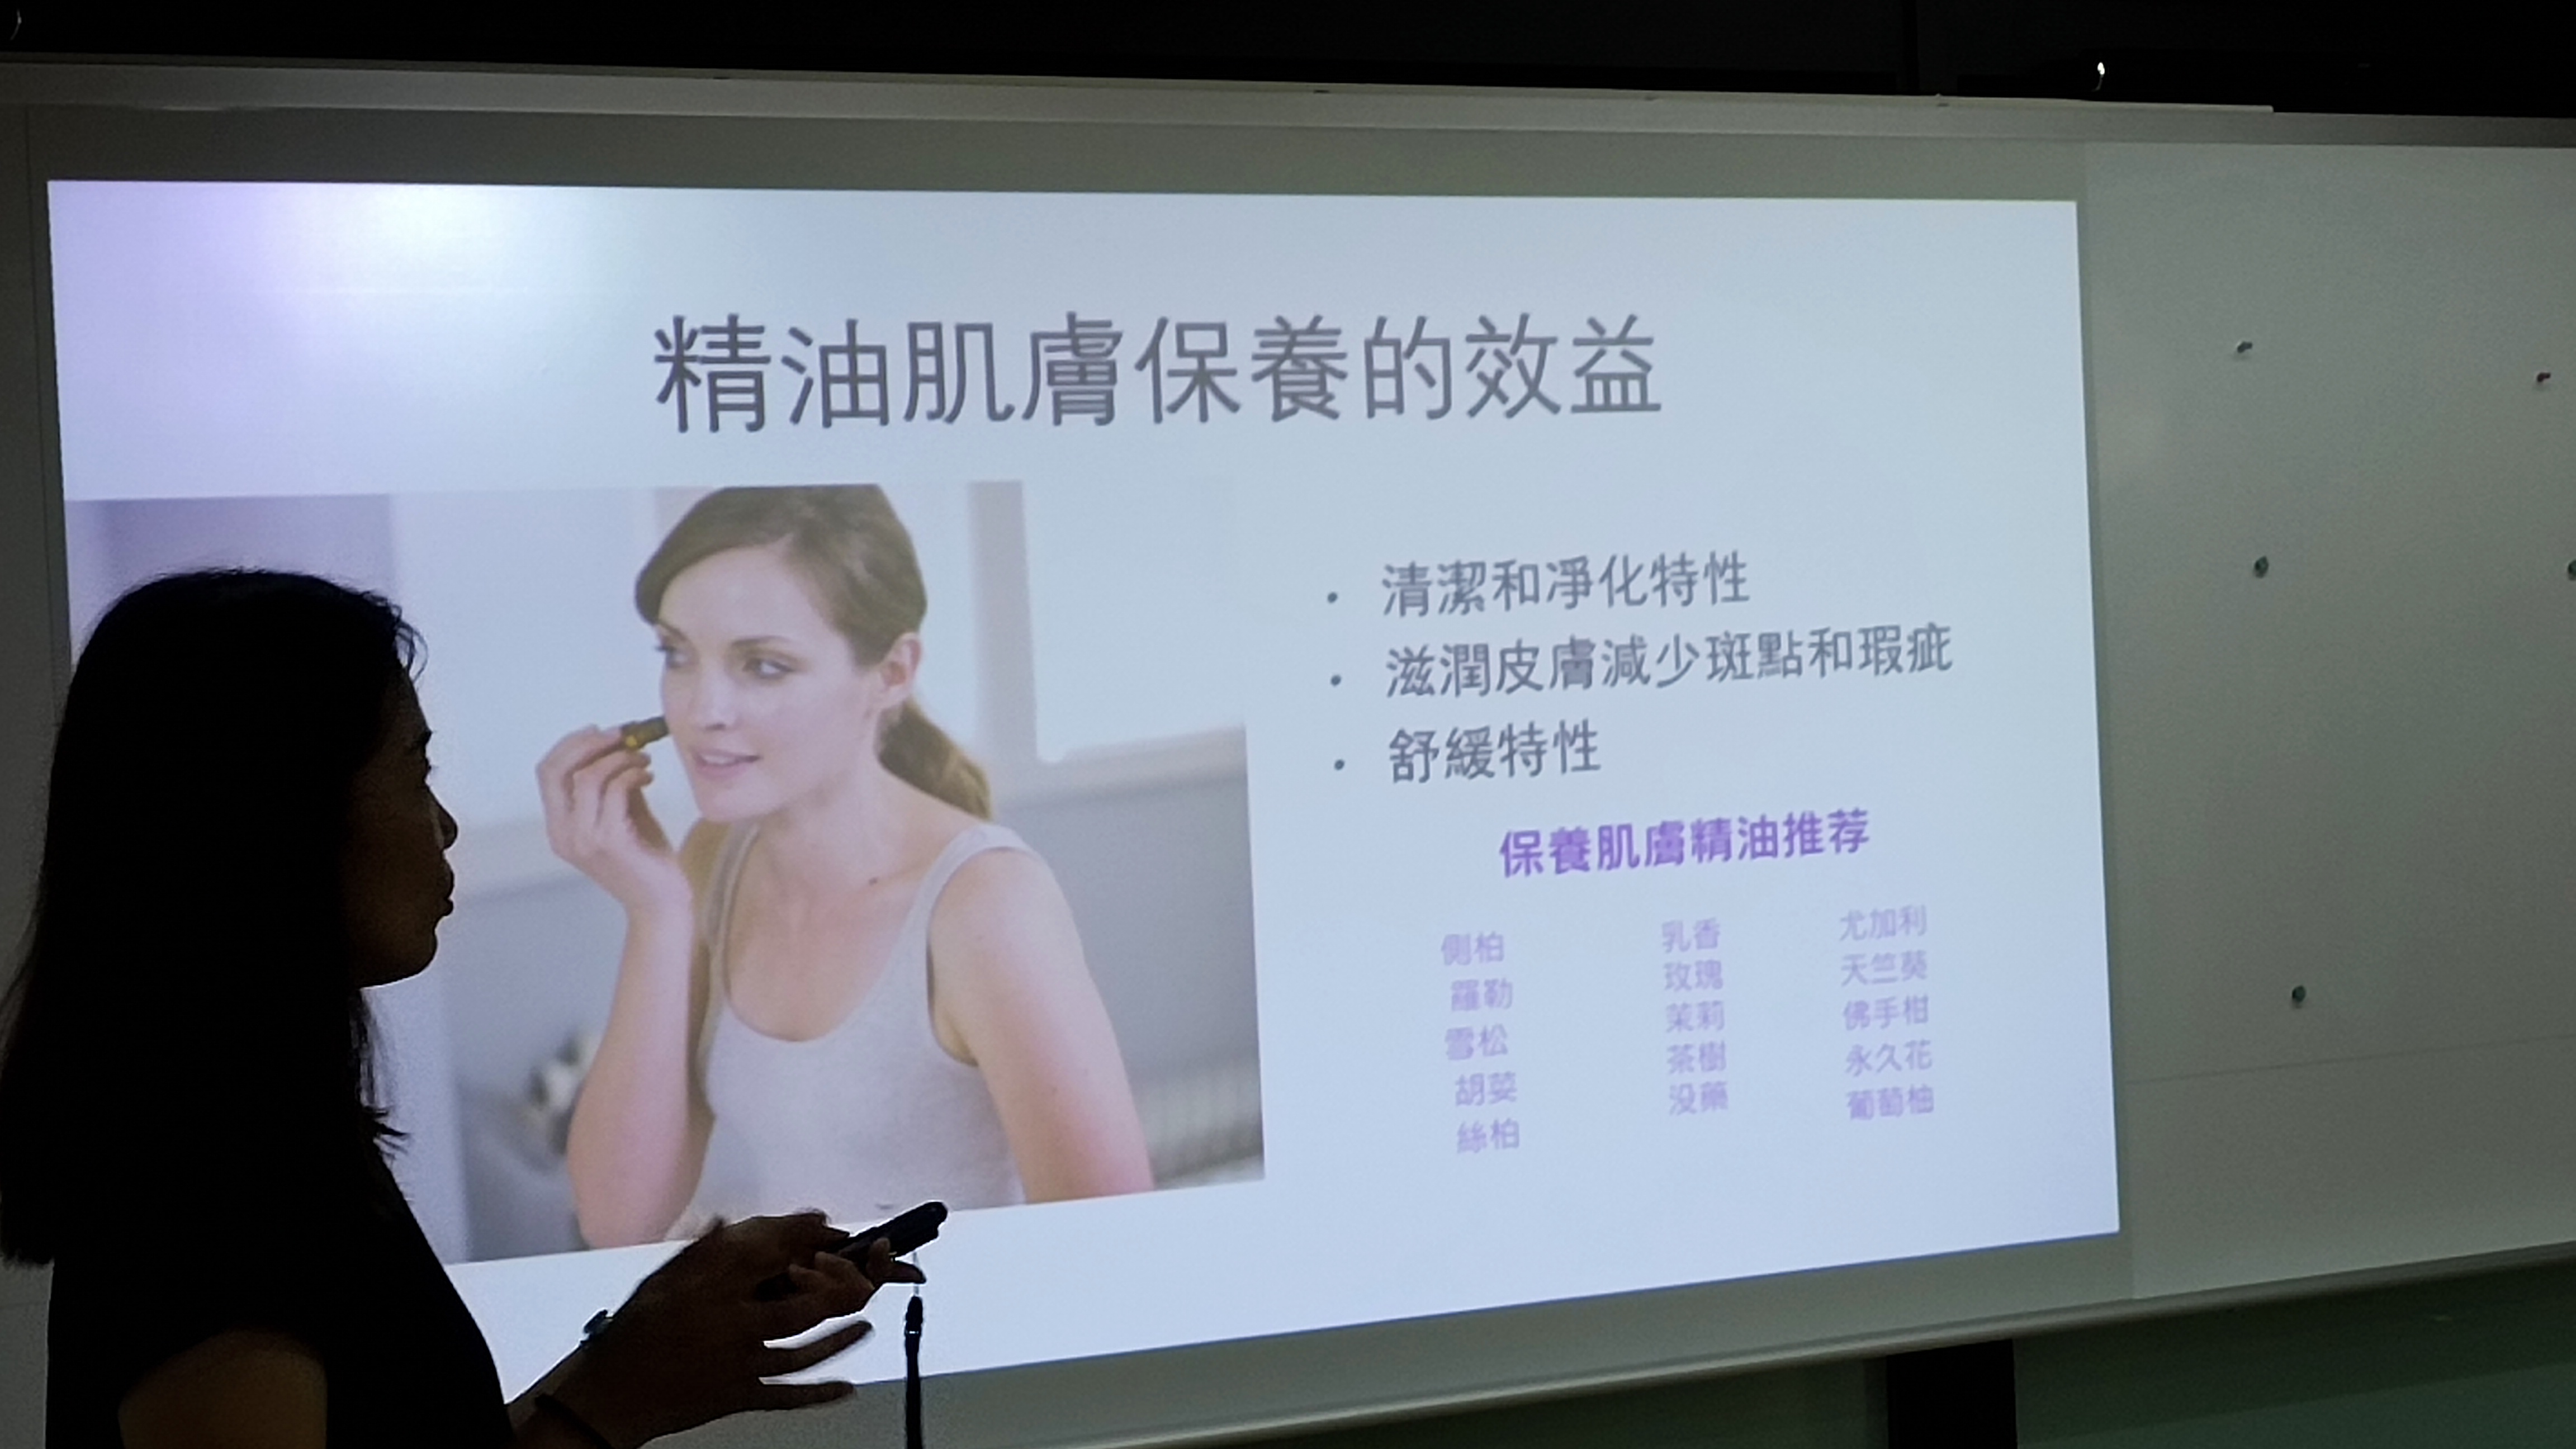 精油肌膚保養的效益
• 清潔和凈化特性
• 滋潤皮膚減少斑點和瑕疵
• 舒緩特性
保養肌膚精油推荐
側柏
羅勒
雪松
胡荽
絲柏
乳香
玫瑰
茉莉
茶樹
没藥
尤加利
天竺葵
佛手柑
永久花
葡萄柚